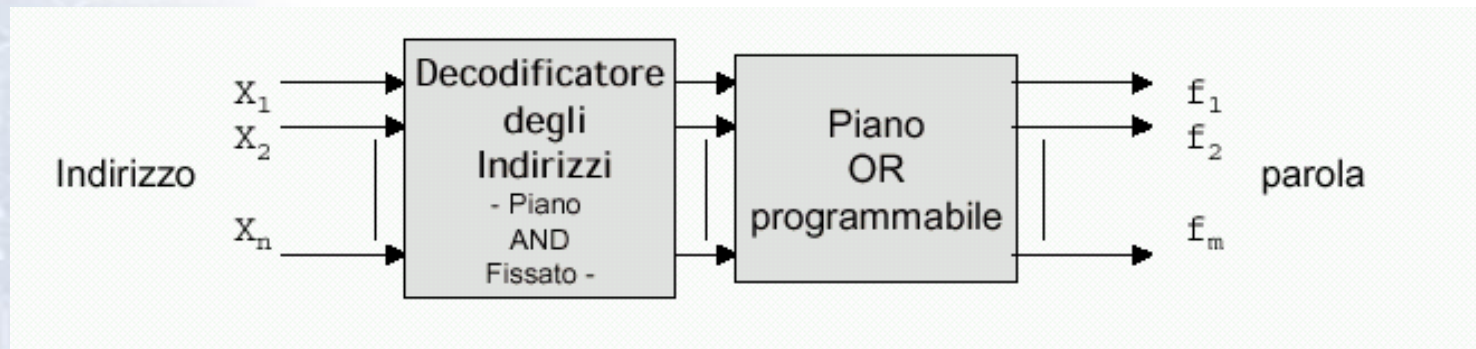 Indirizzo
X1
X2
Xn
Decodificatore
degli
Indirizzi
- Piano
AND
Fissato -
Piano
OR
programmabile
f1
f2
fm
parola